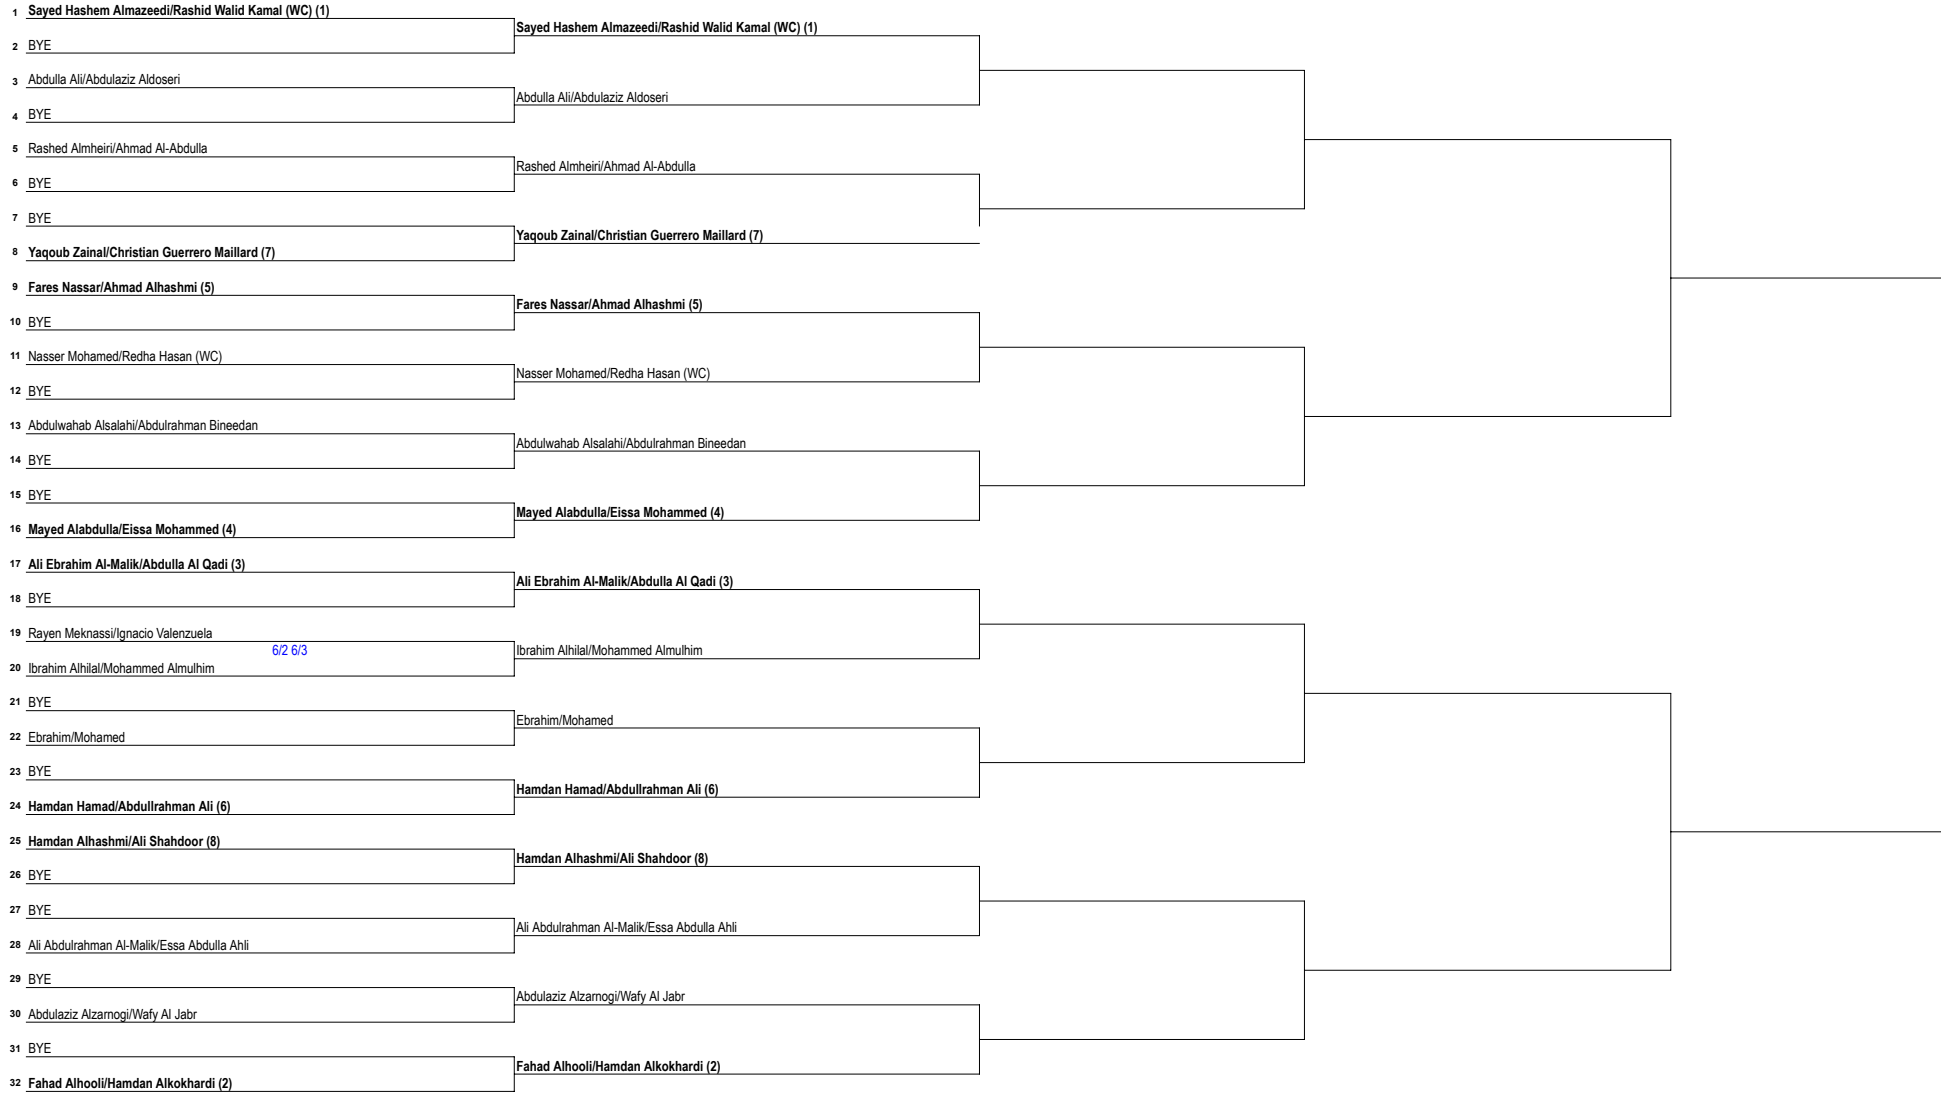 1 Sayed Hashem Almazeedi/Rashid Walid Kamal (WC) (1)
Sayed Hashem Almazeedi/Rashid Walid Kamal (WC) (1)
2 BYE
3 Abdulla Ali/Abdulaziz Aldoseri
Abdulla Ali/Abdulaziz Aldoseri
4 BYE
5 Rashed Almheiri/Ahmad Al-Abdulla
Rashed Almheiri/Ahmad Al-Abdulla
6 BYE
7 BYE
Yaqoub Zainal/Christian Guerrero Maillard (7)
8 Yaqoub Zainal/Christian Guerrero Maillard (7)
9 Fares Nassar/Ahmad Alhashmi (5)
Fares Nassar/Ahmad Alhashmi (5)
10 BYE
11 Nasser Mohamed/Redha Hasan (WC)
Nasser Mohamed/Redha Hasan (WC)
12 BYE
13 Abdulwahab Alsalahi/Abdulrahman Bineedan
Abdulwahab Alsalahi/Abdulrahman Bineedan
14 BYE
15 BYE
Mayed Alabdulla/Eissa Mohammed (4)
16 Mayed Alabdulla/Eissa Mohammed (4)
17 Ali Ebrahim Al-Malik/Abdulla Al Qadi (3)
Ali Ebrahim Al-Malik/Abdulla Al Qadi (3)
18 BYE
19 Rayen Meknassi/Ignacio Valenzuela
6/2 6/3
Ibrahim Alhilal/Mohammed Almulhim
20 Ibrahim Alhilal/Mohammed Almulhim
21 BYE
Ebrahim/Mohamed
22 Ebrahim/Mohamed
23 BYE
Hamdan Hamad/Abdullrahman Ali (6)
24 Hamdan Hamad/Abdullrahman Ali (6)
25 Hamdan Alhashmi/Ali Shahdoor (8)
Hamdan Alhashmi/Ali Shahdoor (8)
26 BYE
27 BYE
Ali Abdulrahman Al-Malik/Essa Abdulla Ahli
28 Ali Abdulrahman Al-Malik/Essa Abdulla Ahli
29 BYE
Abdulaziz Alzarnogi/Wafy Al Jabr
30 Abdulaziz Alzarnogi/Wafy Al Jabr
31 BYE
Fahad Alhooli/Hamdan Alkokhardi (2)
32 Fahad Alhooli/Hamdan Alkokhardi (2)